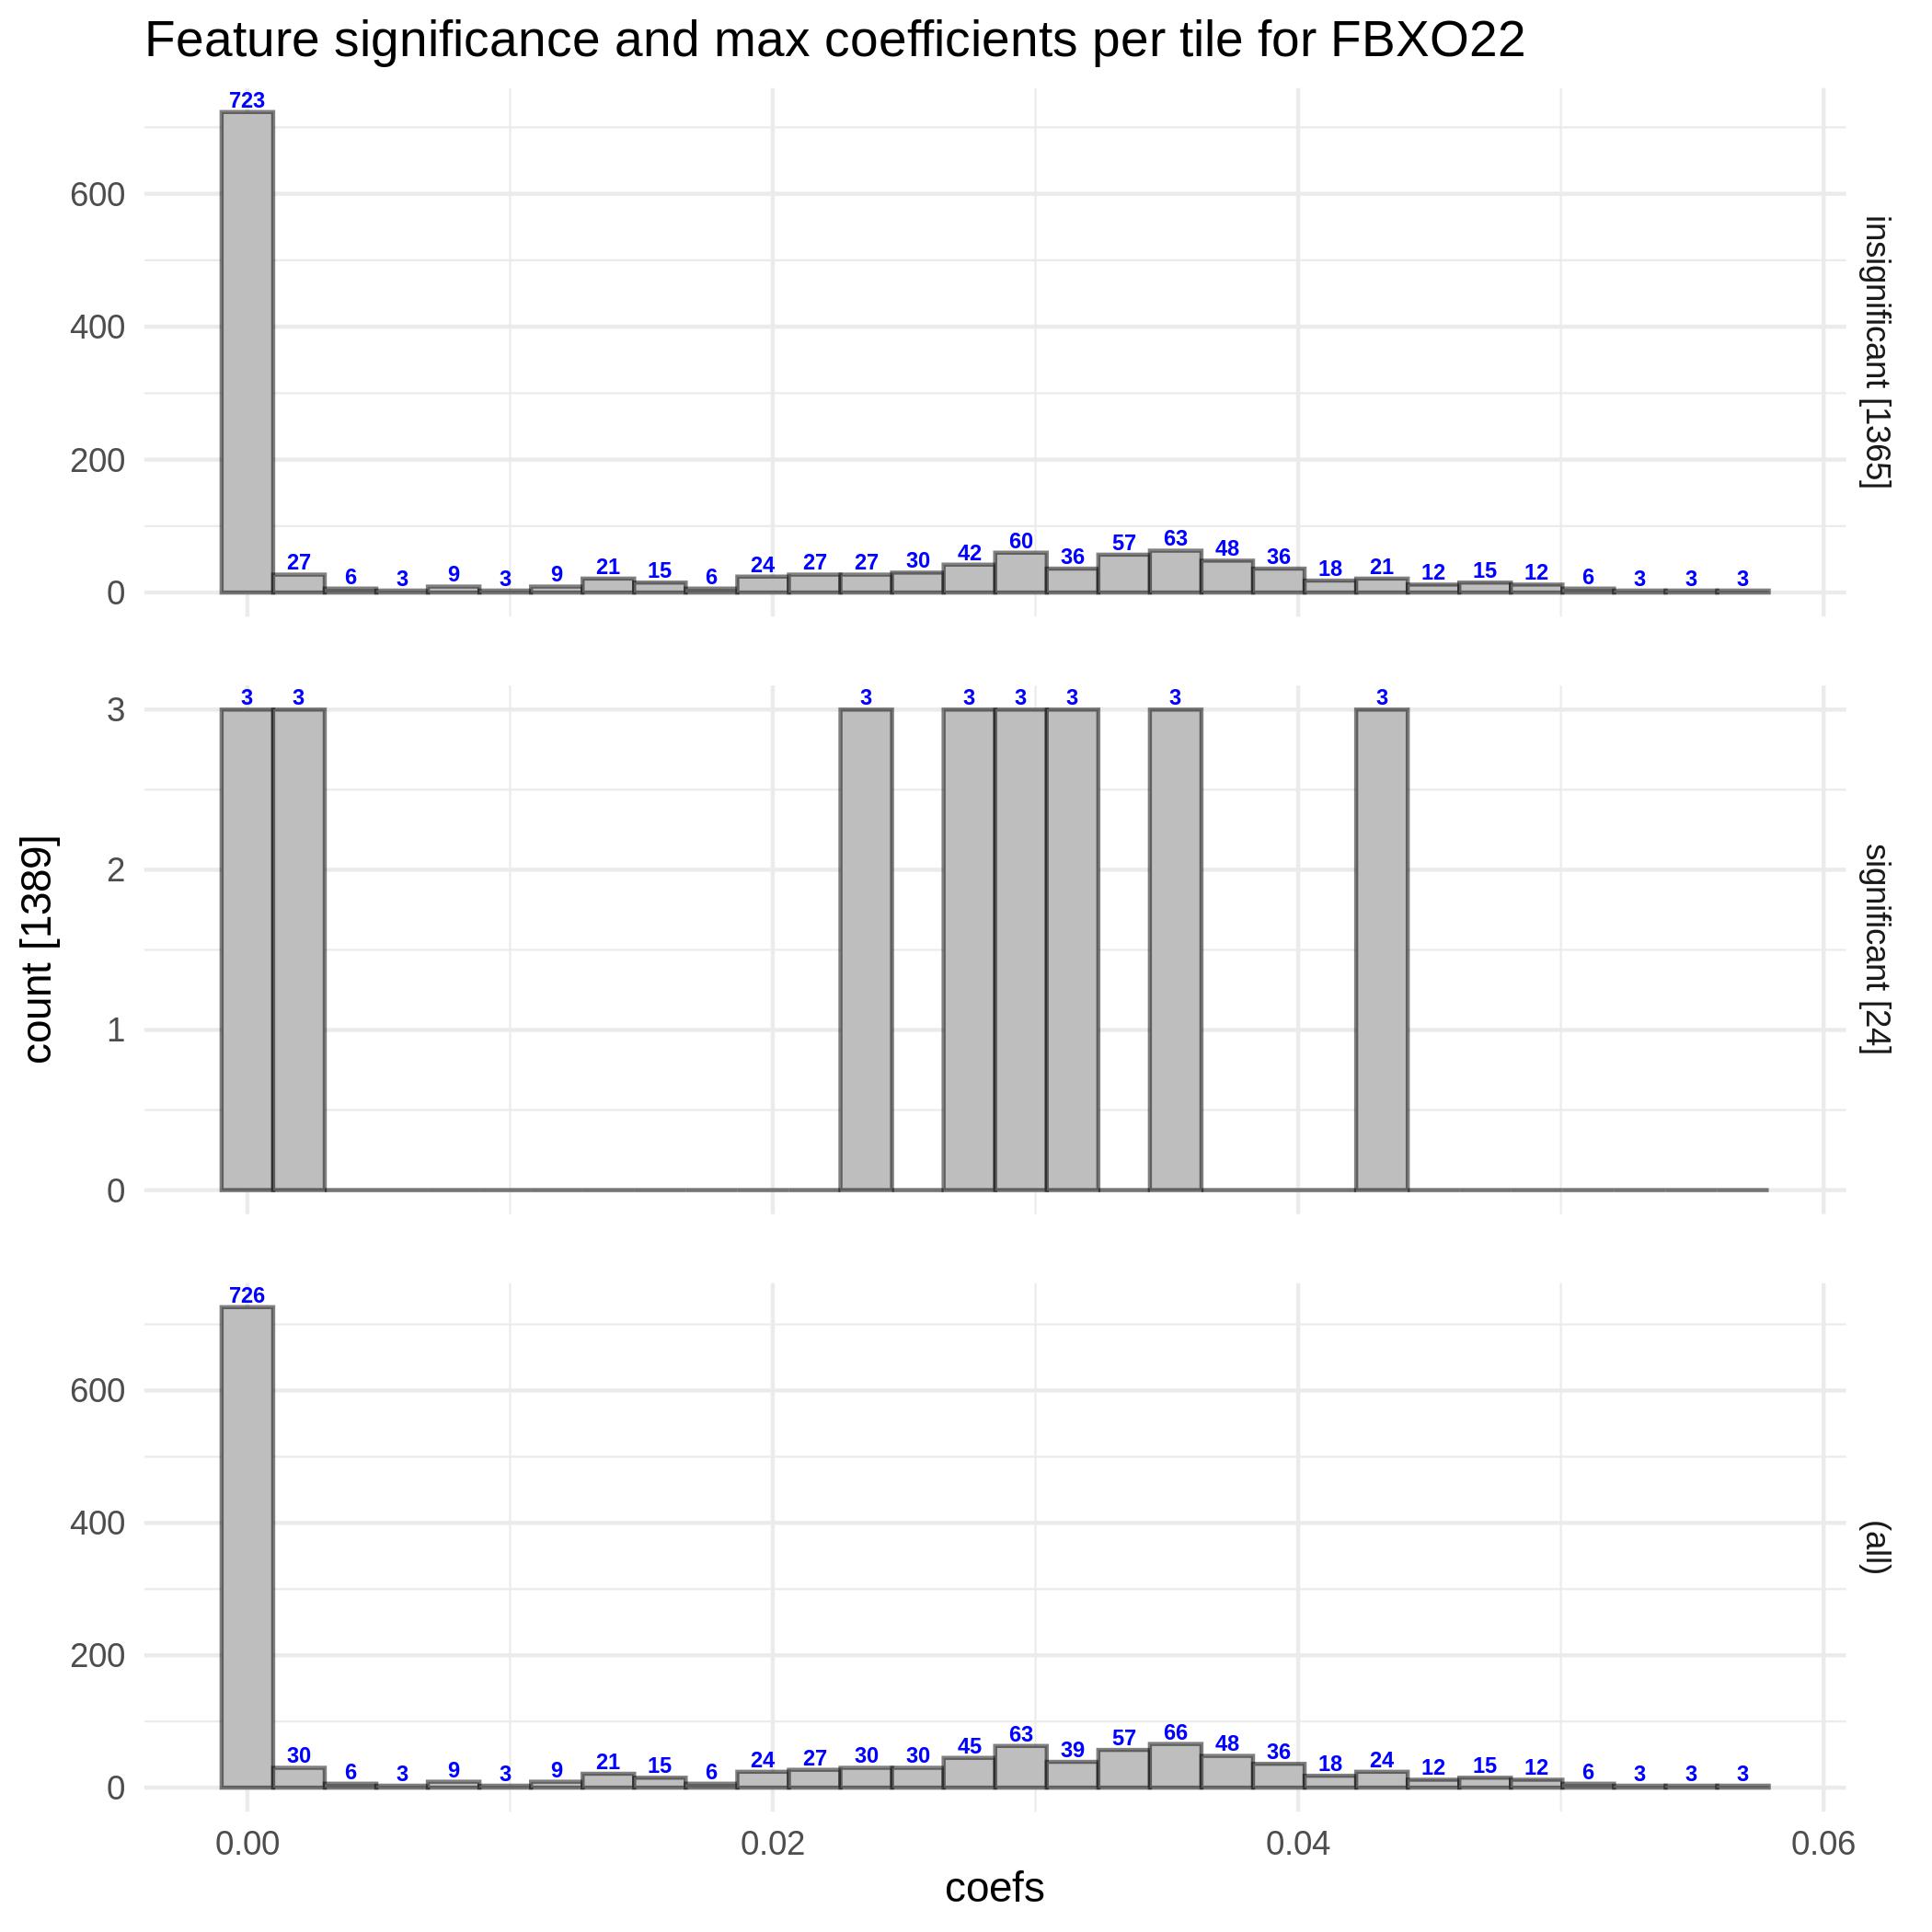 Feature significance and max coefficients per tile for FBXO22
723
600
400
200
0
27 6 3 9 3 9 21 15 6 24 27 27 30 42 60 36 57 63 48 36 18 21 12 15 12 6 3 3 3
insignificant [1365]
3 3 3 3 3 3 3 3
3
2
1
0
significant [24]
count [1389]
726
600
400
200
0
30 6 3 9 3 9 21 15 6 24 27 30 30 45 63 39 57 66 48 36 18 24 12 15 12 6 3 3 3
(all)
0.00 0.02 0.04 0.06
coefs